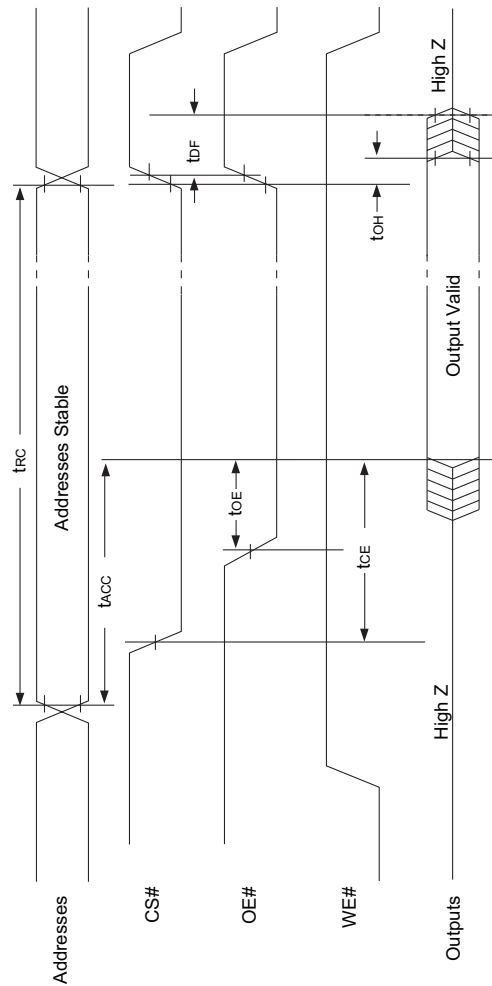 Addresses
Addresses Stable
tRC
tACC
CS#
tDF
OE#
tOE
WE#
tCE
tOH
Outputs
High Z
Output Valid
High Z